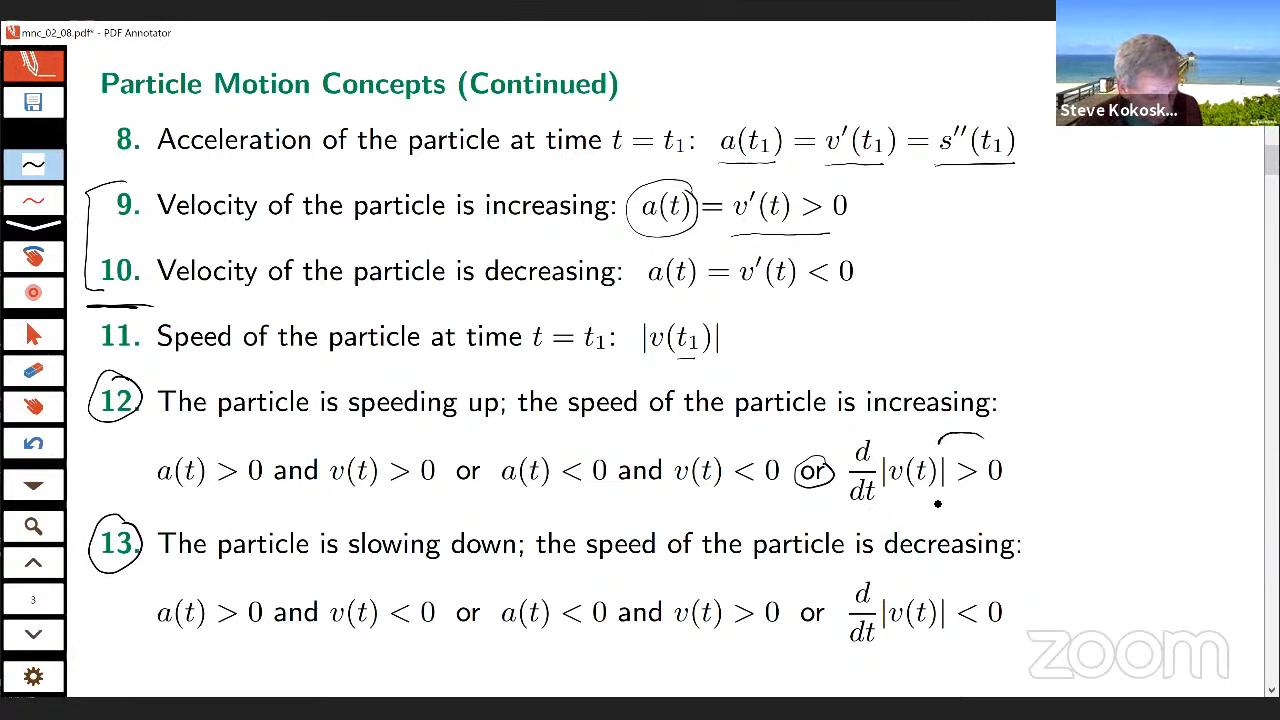 mnc_02_08.pdf* - PDF Annotator
Particle Motion Concepts (Continued)
Steve Kokosk...
8. Acceleration of the particle at time t = t₁: a(t₁) = v′(t₁) = s″(t₁)
9. Velocity of the particle is increasing: a(t) = v′(t) > 0
10. Velocity of the particle is decreasing: a(t) = v′(t) < 0
11. Speed of the particle at time t = t₁: |v(t₁)|
12. The particle is speeding up; the speed of the particle is increasing:
a(t) > 0 and v(t) > 0 or a(t) < 0 and v(t) < 0 or d/dt |v(t)| > 0
13. The particle is slowing down; the speed of the particle is decreasing:
a(t) > 0 and v(t) < 0 or a(t) < 0 and v(t) > 0 or d/dt |v(t)| < 0
3
zoom